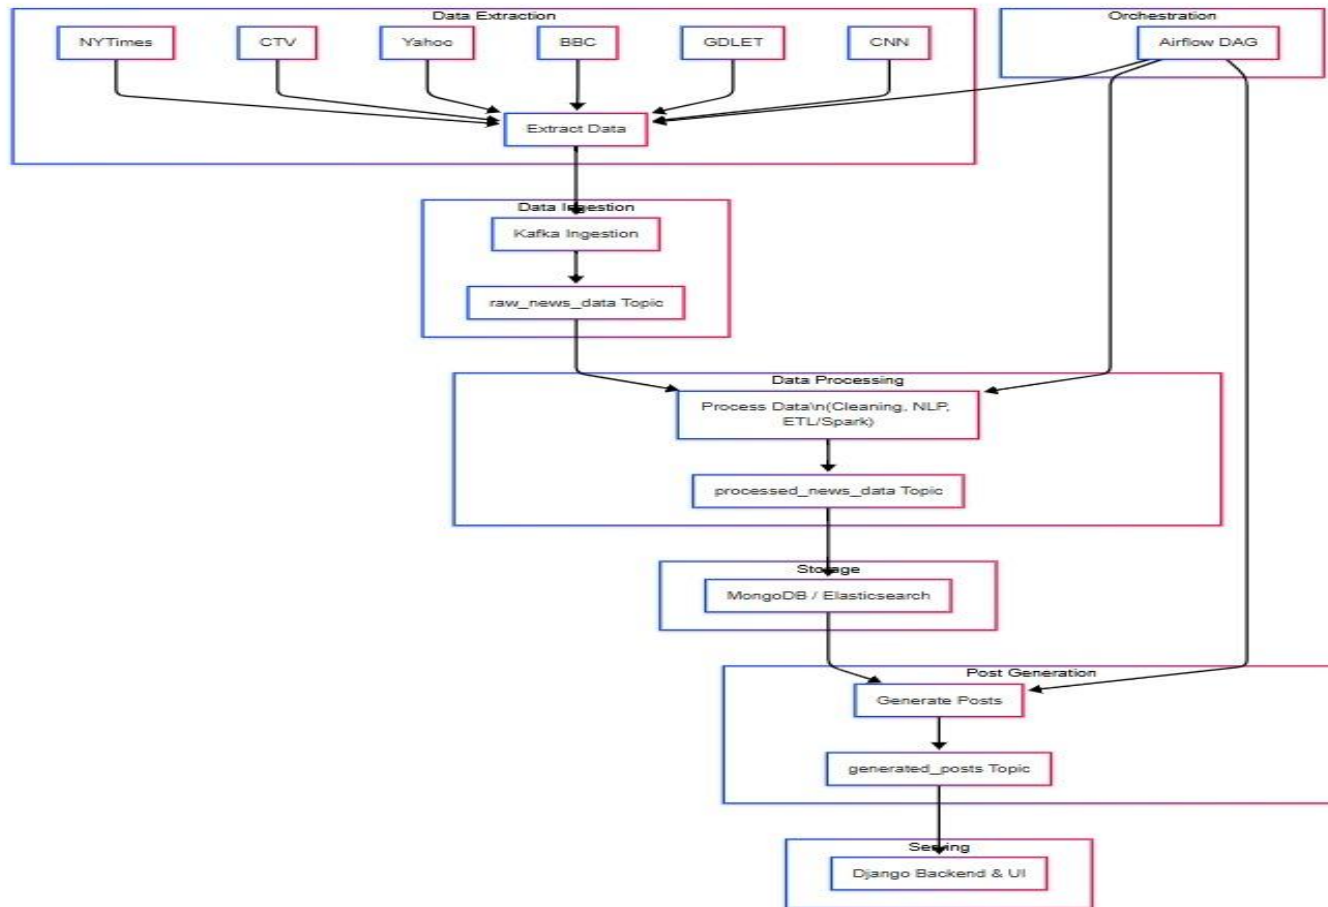 Data Extraction
Orchestration
NYTimes
CTV
Yahoo
BBC
GDLET
CNN
Airflow DAG
Extract Data
Data Ingestion
Kafka Ingestion
raw_news_data Topic
Data Processing
Process Data\n(Cleaning, NLP,
ETL/Spark)
processed_news_data Topic
Storage
MongoDB / Elasticsearch
Post Generation
Generate Posts
generated_posts Topic
Serving
Django Backend & UI